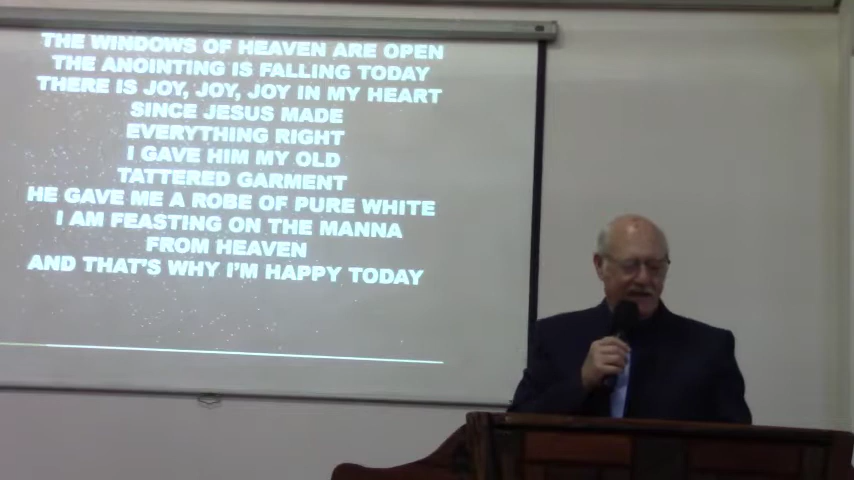 THE WINDOWS OF HEAVEN ARE OPEN
THE ANOINTING IS FALLING TODAY
THERE IS JOY, JOY, JOY IN MY HEART
SINCE JESUS MADE
EVERYTHING RIGHT
I GAVE HIM MY OLD
TATTERED GARMENT
HE GAVE ME A ROBE OF PURE WHITE
I AM FEASTING ON THE MANNA
FROM HEAVEN
AND THAT'S WHY I'M HAPPY TODAY